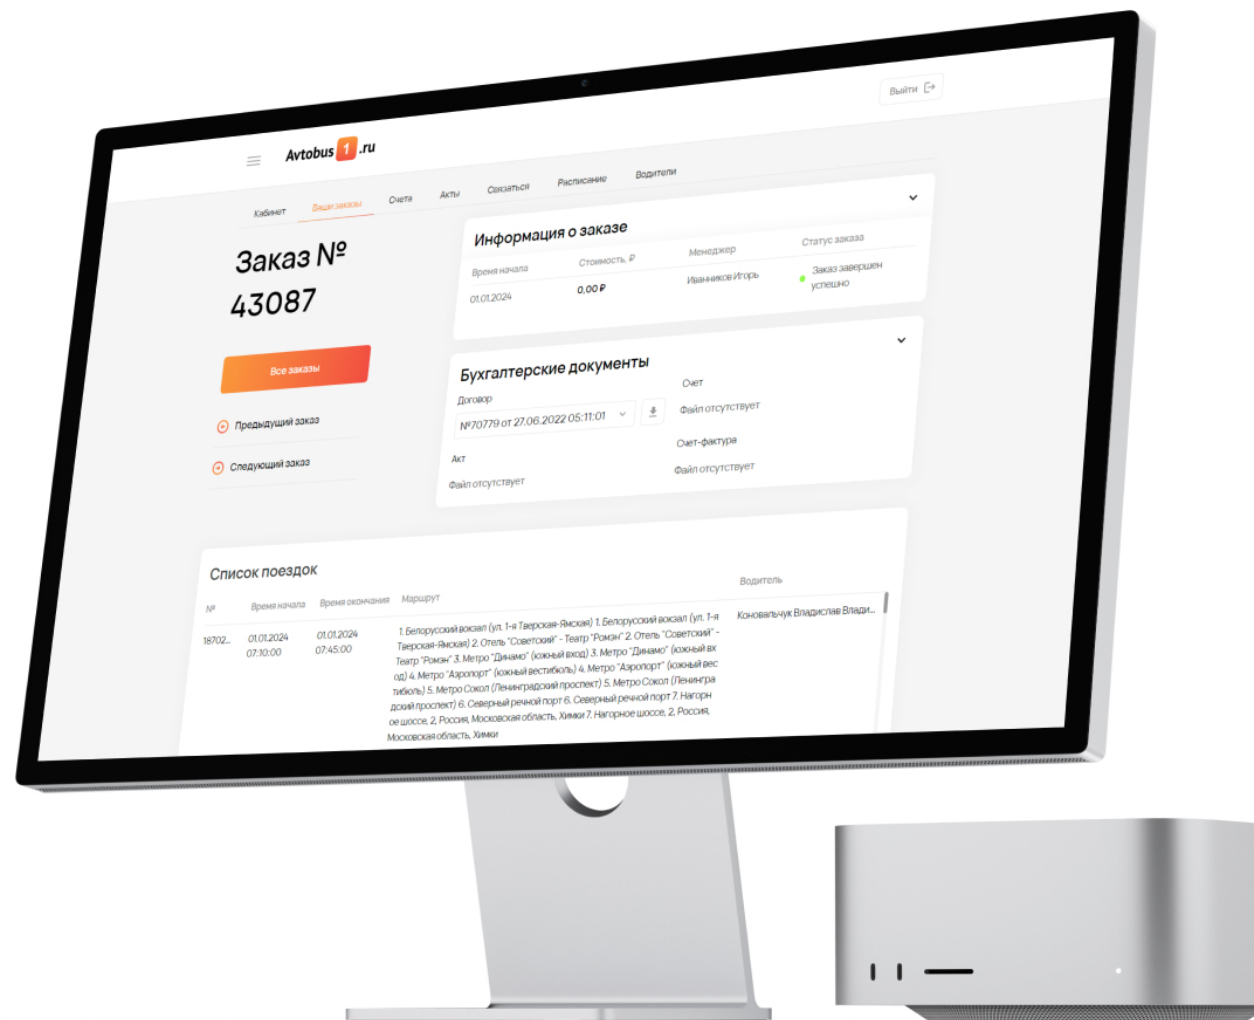 Avtobus 1 .ru
Выйти
Кабинет
Ваши заказы
Счета
Акты
Связаться
Расписание
Водители
Заказ №
43087
Все заказы
Предыдущий заказ
Следующий заказ
Информация о заказе
Время начала
Стоимость, ₽
Менеджер
Статус заказа
01.01.2024
0,00 ₽
Иванников Игорь
Заказ завершен
успешно
Бухгалтерские документы
Договор
№70779 от 27.06.2022 05:11:01
Счет
Файл отсутствует
Акт
Файл отсутствует
Счет-фактура
Файл отсутствует
Список поездок
№
Время начала
Время окончания
Маршрут
Водитель
18702...
01.01.2024
07:10:00
01.01.2024
07:45:00
1. Белорусский вокзал (ул. 1-я Тверская-Ямская) 1. Белорусский вокзал (ул. 1-я
Тверская-Ямская) 2. Отель "Советский" - Театр "Ромэн" 2. Отель "Советский" -
Театр "Ромэн" 3. Метро "Динамо" (южный вход) 3. Метро "Динамо" (южный вх
од) 4. Метро "Аэропорт" (южный вестибюль) 4. Метро "Аэропорт" (южный вес
тибюль) 5. Метро Сокол (Ленинградский проспект) 5. Метро Сокол (Ленингра
дский проспект) 6. Северный речной порт 6. Северный речной порт 7. Нагорн
ое шоссе, 2, Россия, Московская область, Химки 7. Нагорное шоссе, 2, Россия,
Московская область, Химки
Коновальчук Владислав Влади...